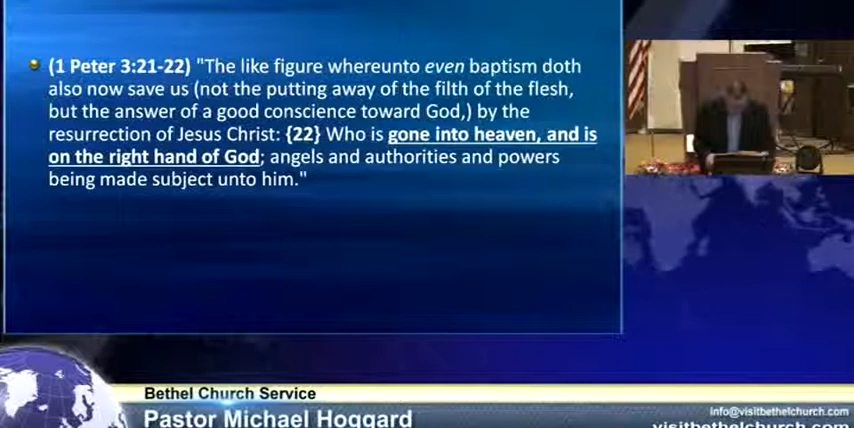 (1 Peter 3:21-22) "The like figure whereunto even baptism doth
also now save us (not the putting away of the filth of the flesh,
but the answer of a good conscience toward God,) by the
resurrection of Jesus Christ: {22} Who is gone into heaven, and is
on the right hand of God; angels and authorities and powers
being made subject unto him."
Bethel Church Service
Pastor Michael Hoggard
info@visitbethelchurch.com
visitbethelchurch.com